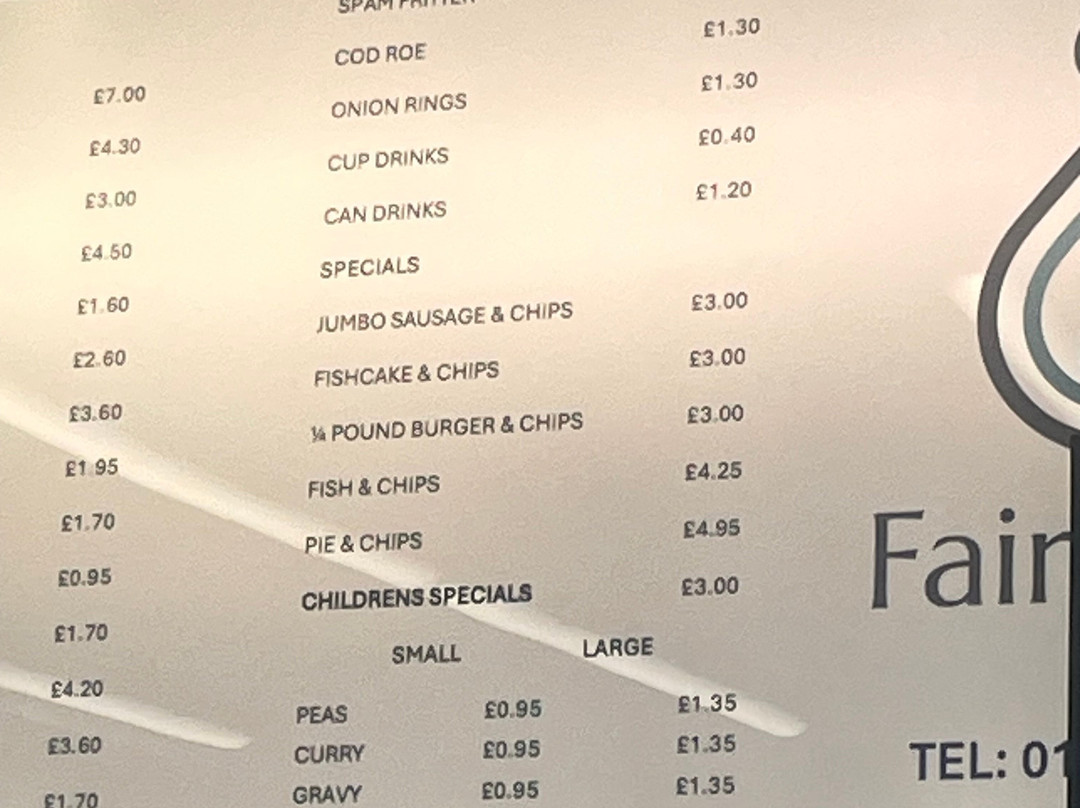 £7.00
£4.30
£3.00
£4.50
£1.60
£2.60
£3.60
£1.95
£1.70
£0.95
£1.70
£4.20
£3.60
£1.70
SPAM FRITTER
COD ROE £1.30
ONION RINGS £1.30
CUP DRINKS £0.40
CAN DRINKS £1.20
SPECIALS
JUMBO SAUSAGE & CHIPS £3.00
FISHCAKE & CHIPS £3.00
¼ POUND BURGER & CHIPS £3.00
FISH & CHIPS £4.25
PIE & CHIPS £4.95
CHILDRENS SPECIALS £3.00
SMALL LARGE
PEAS £0.95 £1.35
CURRY £0.95 £1.35
GRAVY £0.95 £1.35
Fair
TEL: 01